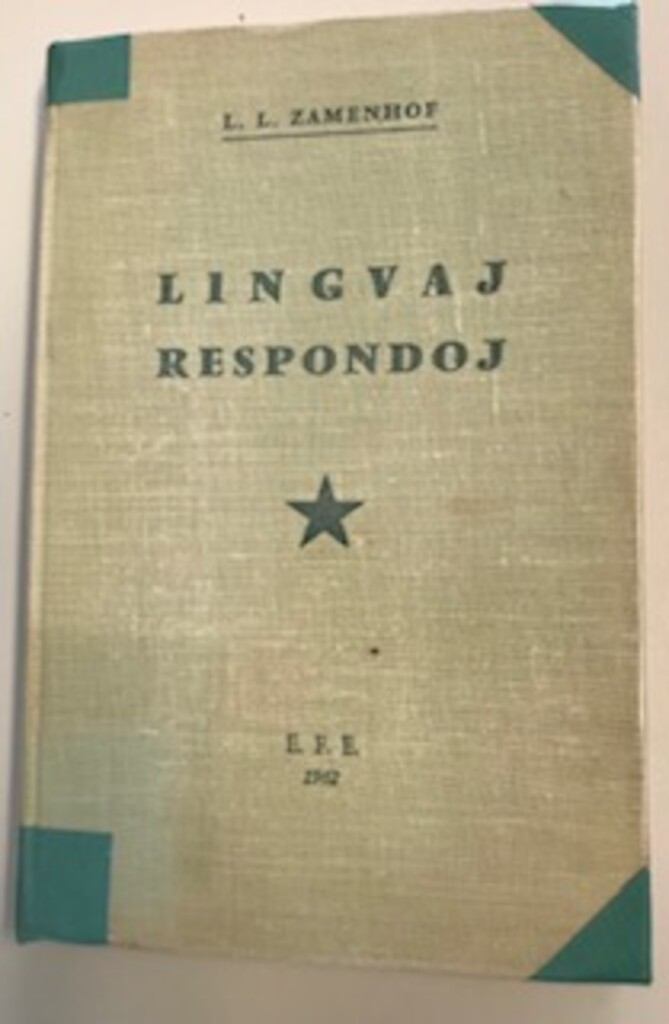 L. L. ZAMENHOF
LINGVAJ
RESPONDOJ
E. F. E.
1962